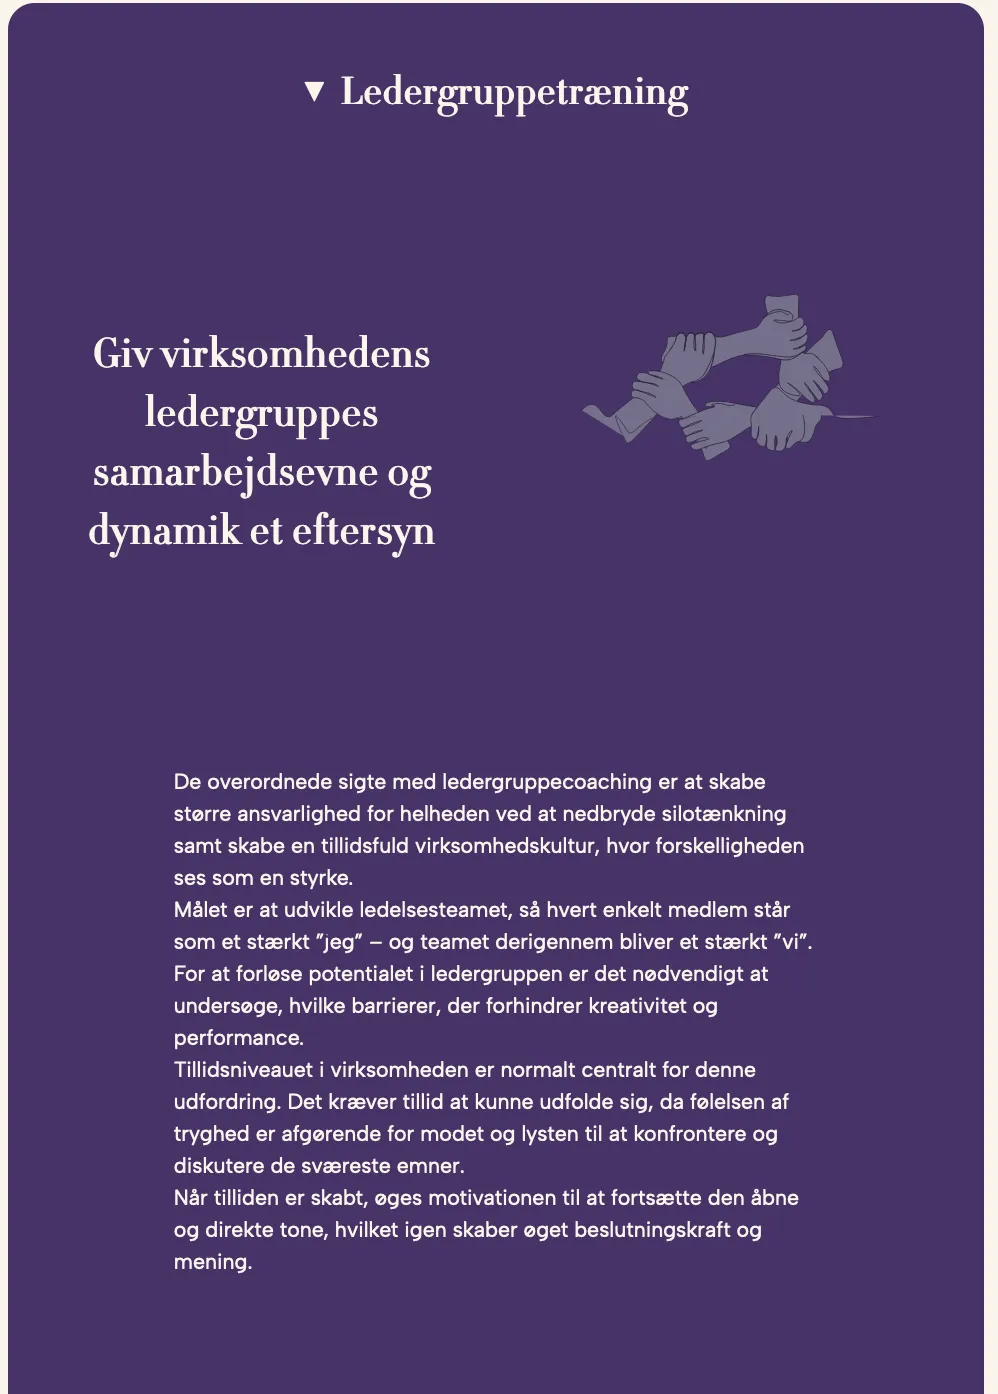 ▼ Ledergruppetræning
Giv virksomhedens
ledergruppes
samarbejdsevne og
dynamik et eftersyn
De overordnede sigte med ledergruppecoaching er at skabe
større ansvarlighed for helheden ved at nedbryde silotænkning
samt skabe en tillidsfuld virksomhedskultur, hvor forskelligheden
ses som en styrke.
Målet er at udvikle ledelsesteamet, så hvert enkelt medlem står
som et stærkt ”jeg” – og teamet derigennem bliver et stærkt ”vi”.
For at forløse potentialet i ledergruppen er det nødvendigt at
undersøge, hvilke barrierer, der forhindrer kreativitet og
performance.
Tillidsniveauet i virksomheden er normalt centralt for denne
udfordring. Det kræver tillid at kunne udfolde sig, da følelsen af
tryghed er afgørende for modet og lysten til at konfrontere og
diskutere de sværeste emner.
Når tilliden er skabt, øges motivationen til at fortsætte den åbne
og direkte tone, hvilket igen skaber øget beslutningskraft og
mening.